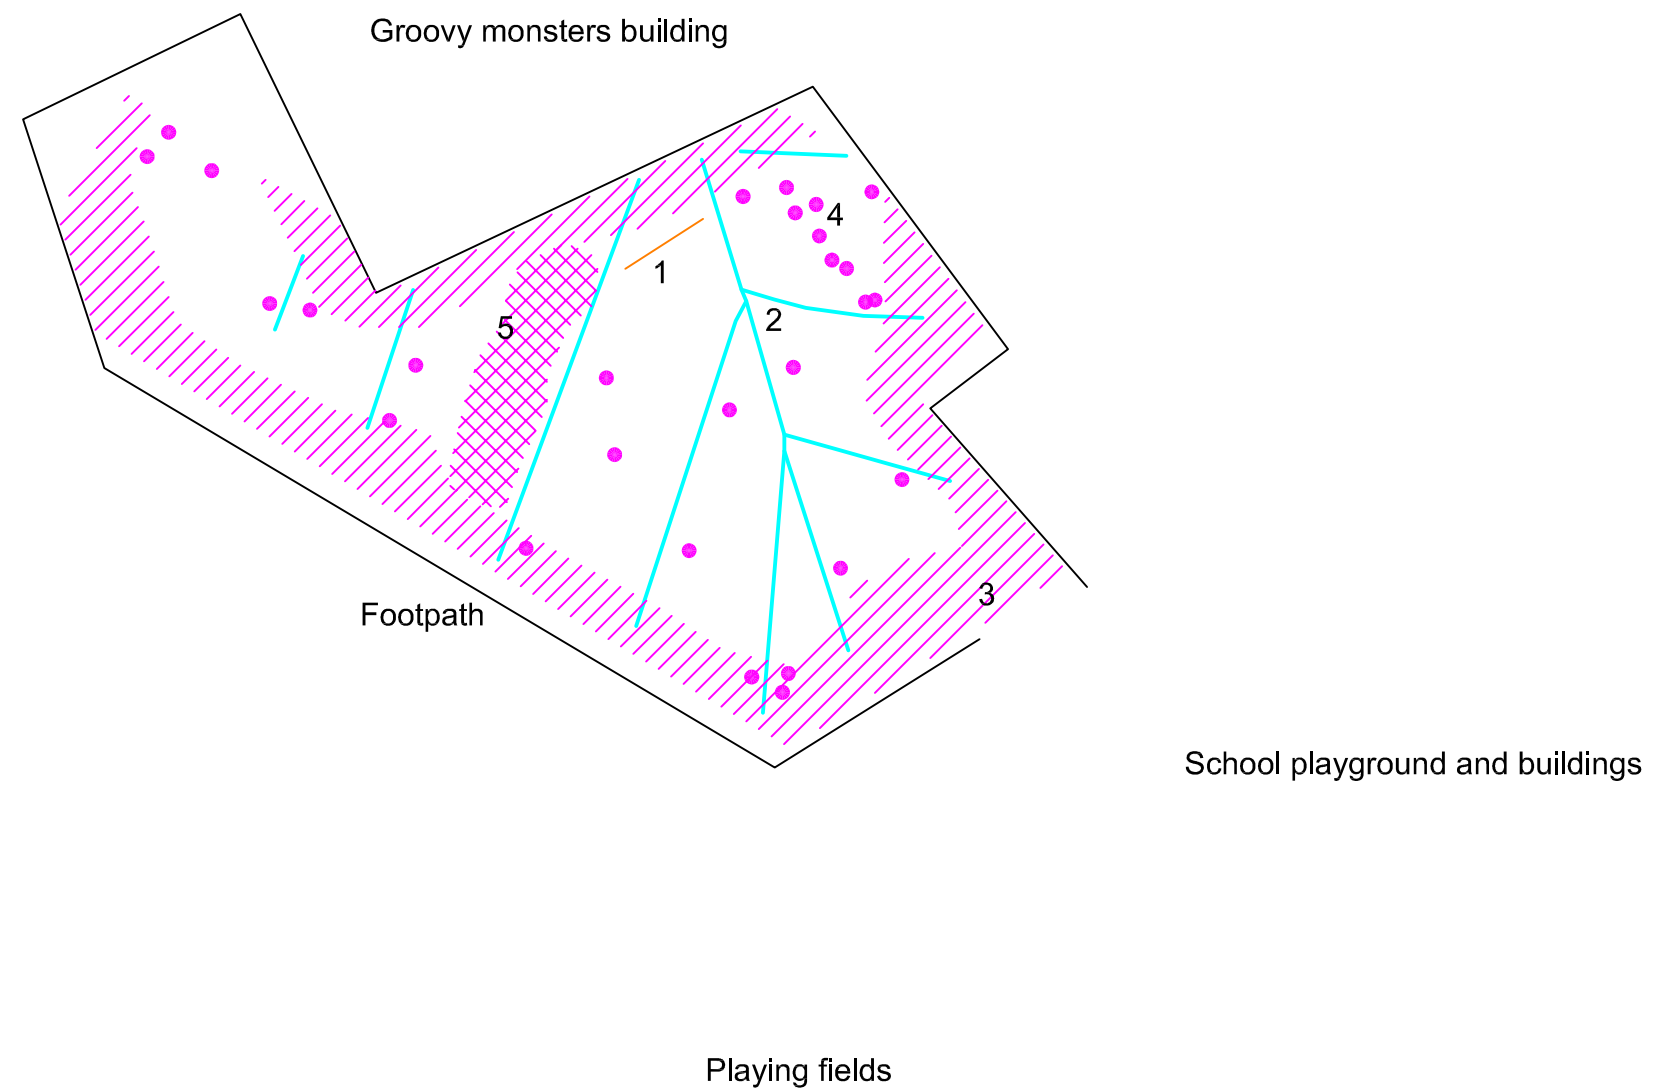 Groovy monsters building
4
1
2
5
3
Footpath
School playground and buildings
Playing fields